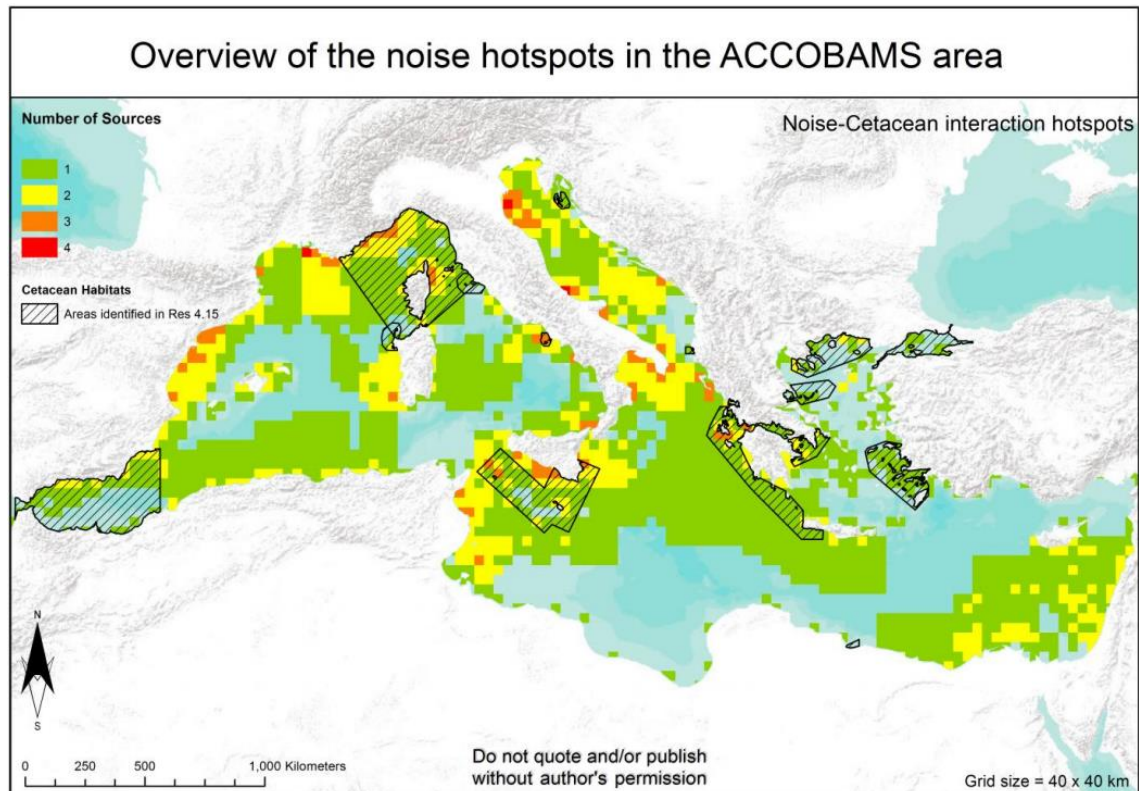 Overview of the noise hotspots in the ACCOBAMS area
Number of Sources
1
2
3
4
Cetacean Habitats
Areas identified in Res 4.15
Noise-Cetacean interaction hotspots
N
S
0 250 500 1,000 Kilometers
Do not quote and/or publish
without author's permission
Grid size = 40 x 40 km